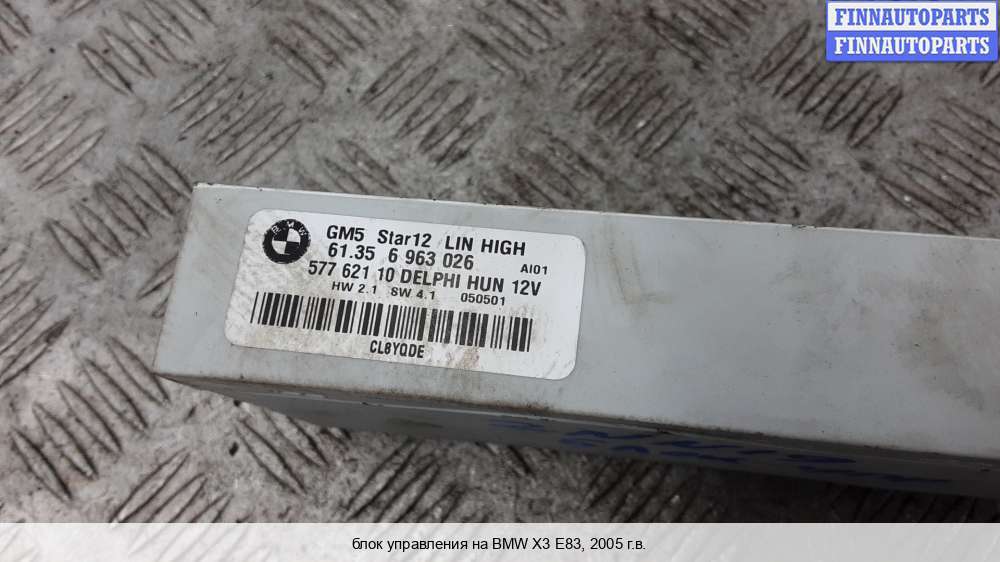 FINNAUTOPARTS
FINNAUTOPARTS
BMW
GM5 Star12 LIN HIGH
61.35 6 963 026 AI01
577 621 10 DELPHI HUN 12V
HW 2.1 SW 4.1 050501
CL8YQDE
блок управления на BMW X3 E83, 2005 г.в.